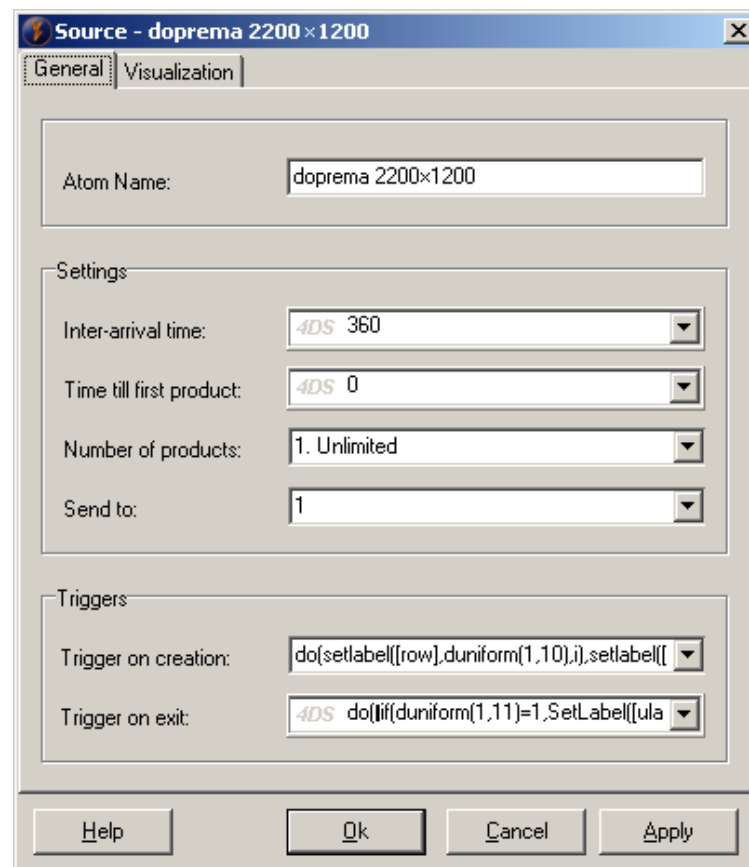 Source - doprema 2200×1200
General Visualization
Atom Name: doprema 2200×1200
Settings
Inter-arrival time: 4DS 360
Time till first product: 4DS 0
Number of products: 1. Unlimited
Send to: 1
Triggers
Trigger on creation: do(setlabel([row],duniform(1,10),i),setlabel([
Trigger on exit: 4DS do(Iif(duniform(1,11)=1,SetLabel([ula
Help Ok Cancel Apply